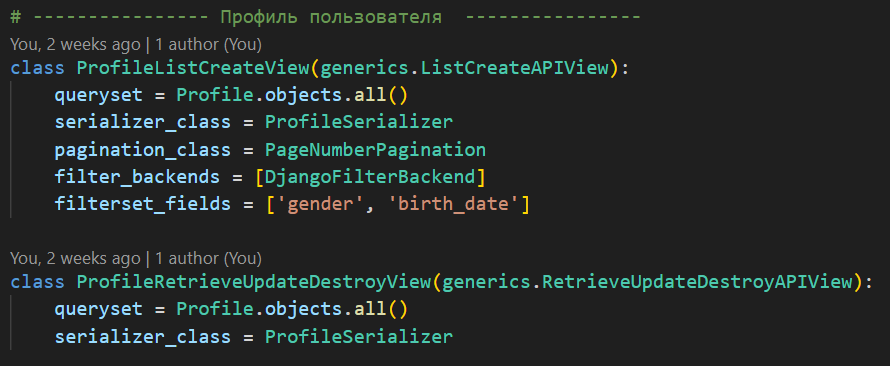 # ---------------- Профиль пользователя  ----------------
You, 2 weeks ago | 1 author (You)
class ProfileListCreateView(generics.ListCreateAPIView):
    queryset = Profile.objects.all()
    serializer_class = ProfileSerializer
    pagination_class = PageNumberPagination
    filter_backends = [DjangoFilterBackend]
    filterset_fields = ['gender', 'birth_date']
You, 2 weeks ago | 1 author (You)
class ProfileRetrieveUpdateDestroyView(generics.RetrieveUpdateDestroyAPIView):
    queryset = Profile.objects.all()
    serializer_class = ProfileSerializer